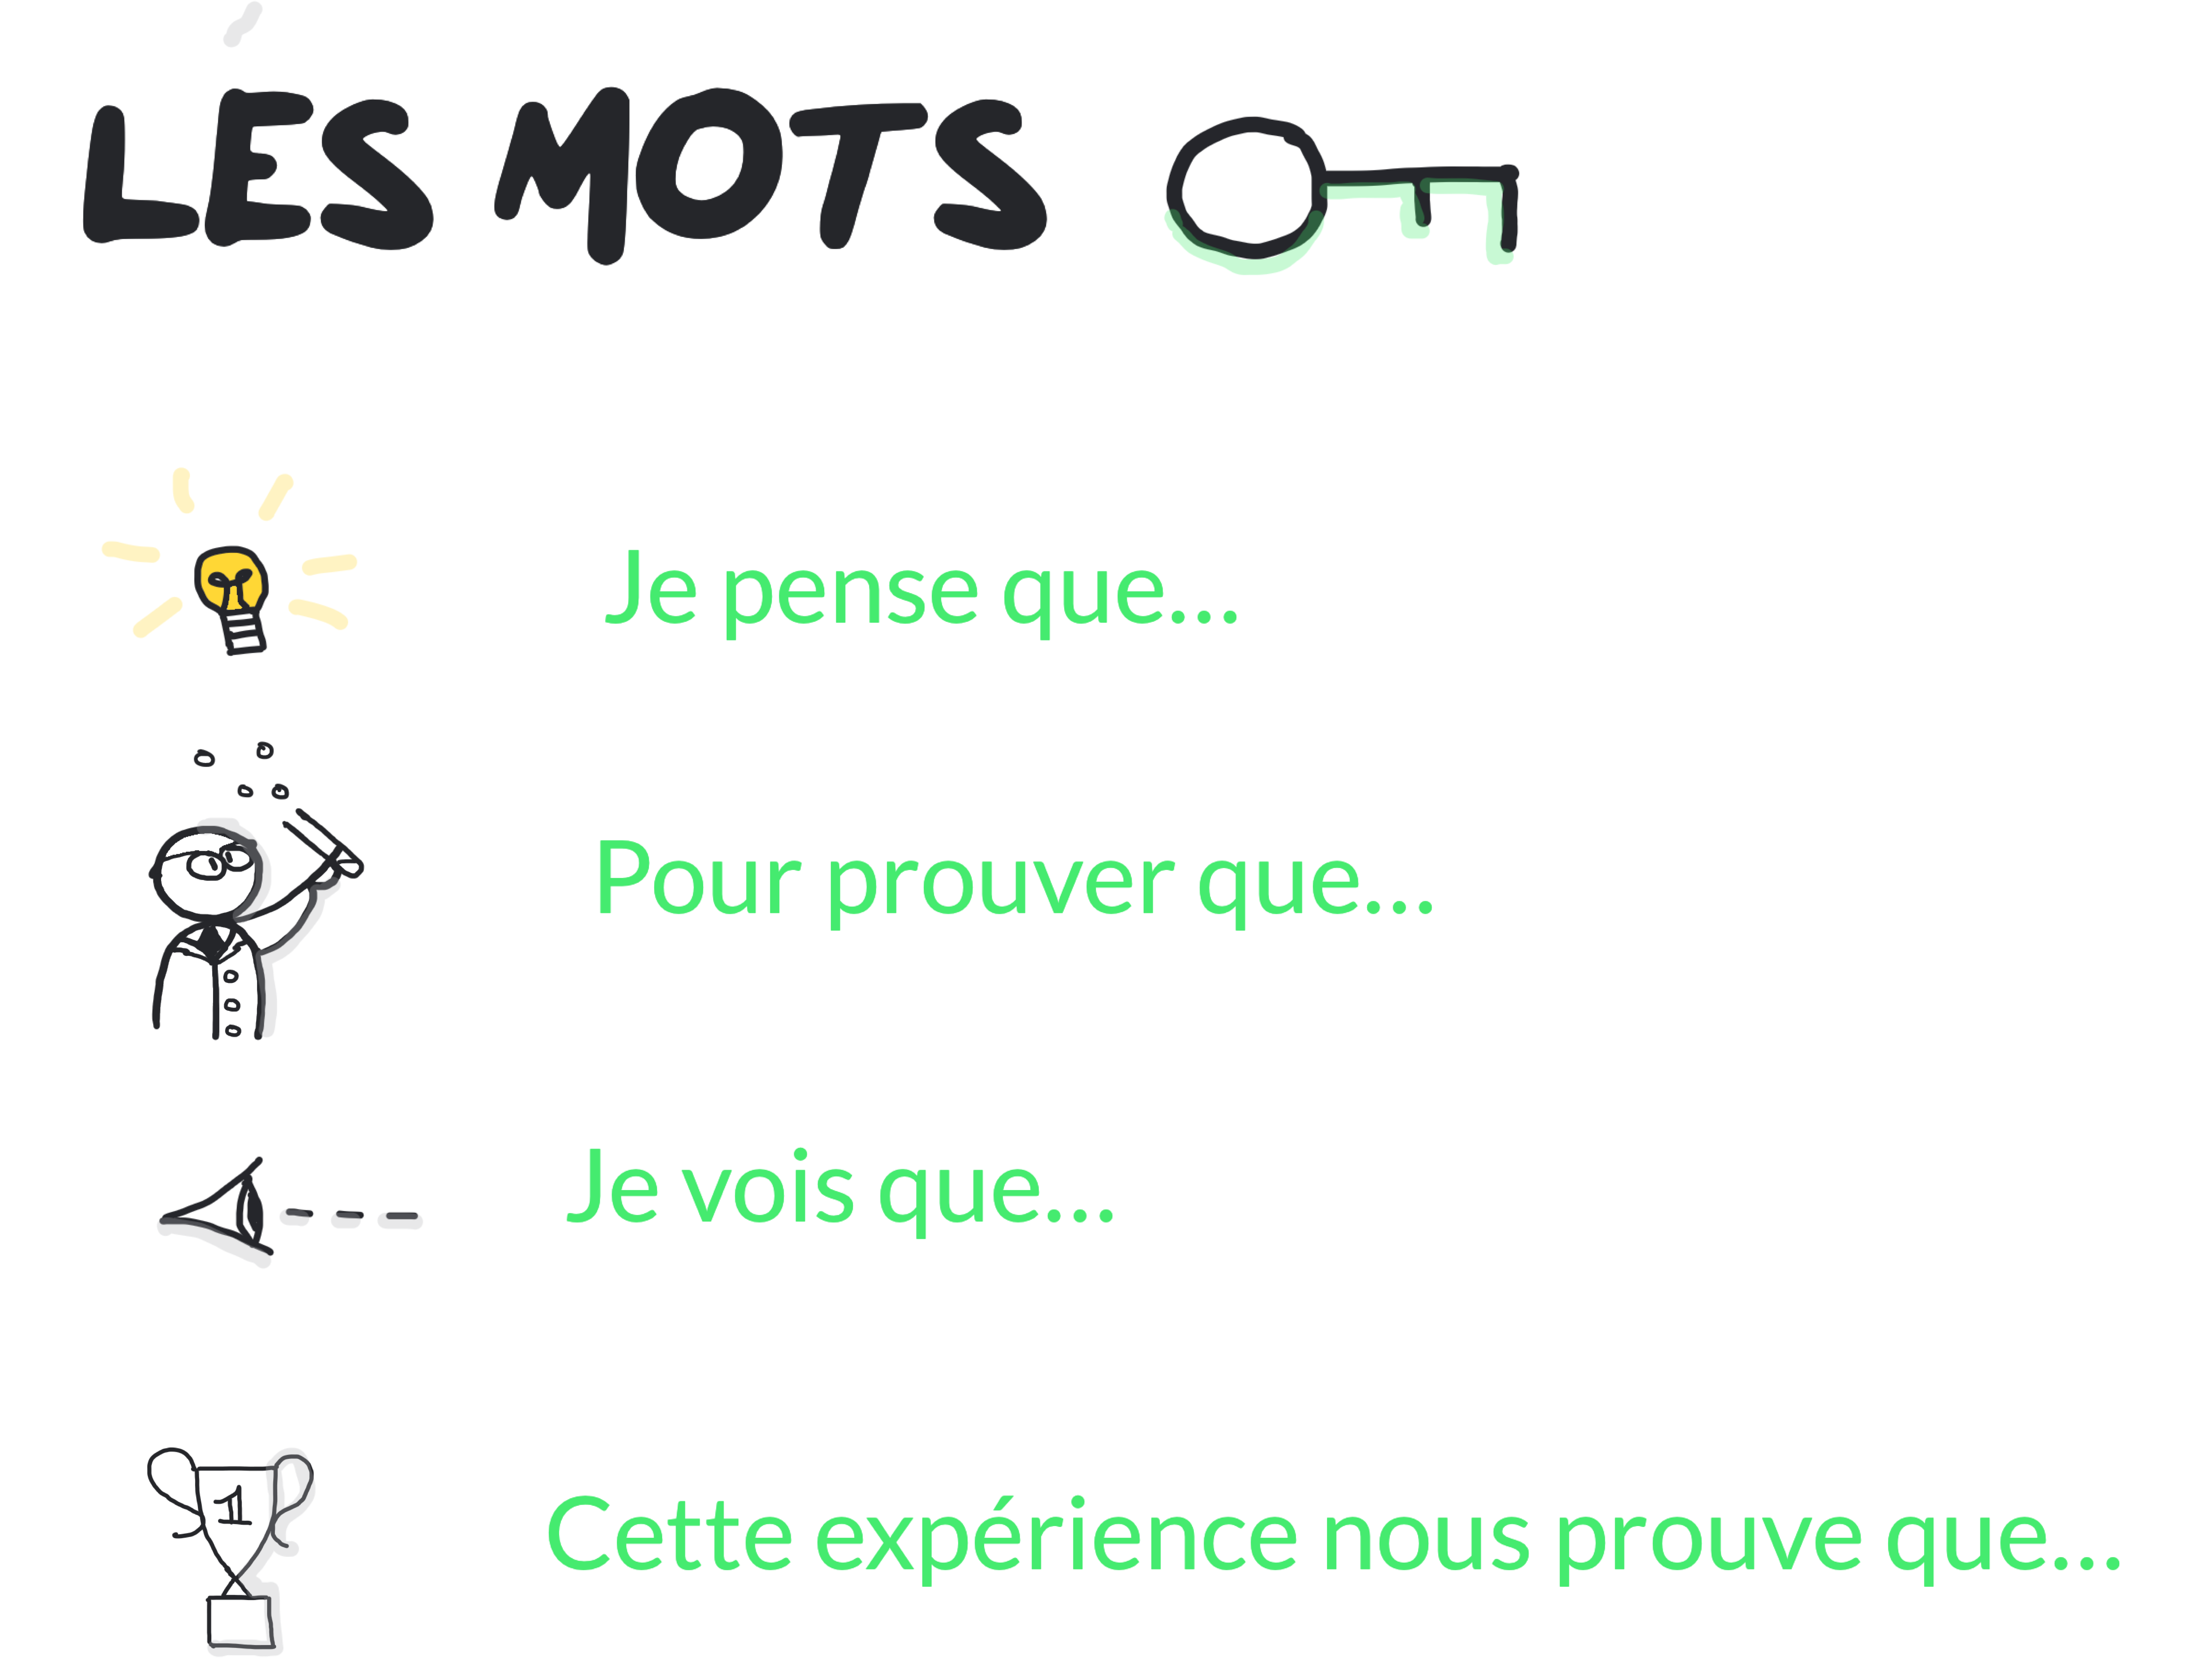 LES MOTS
Je pense que...
Pour prouver que...
Je vois que...
1
Cette expérience nous prouve que...